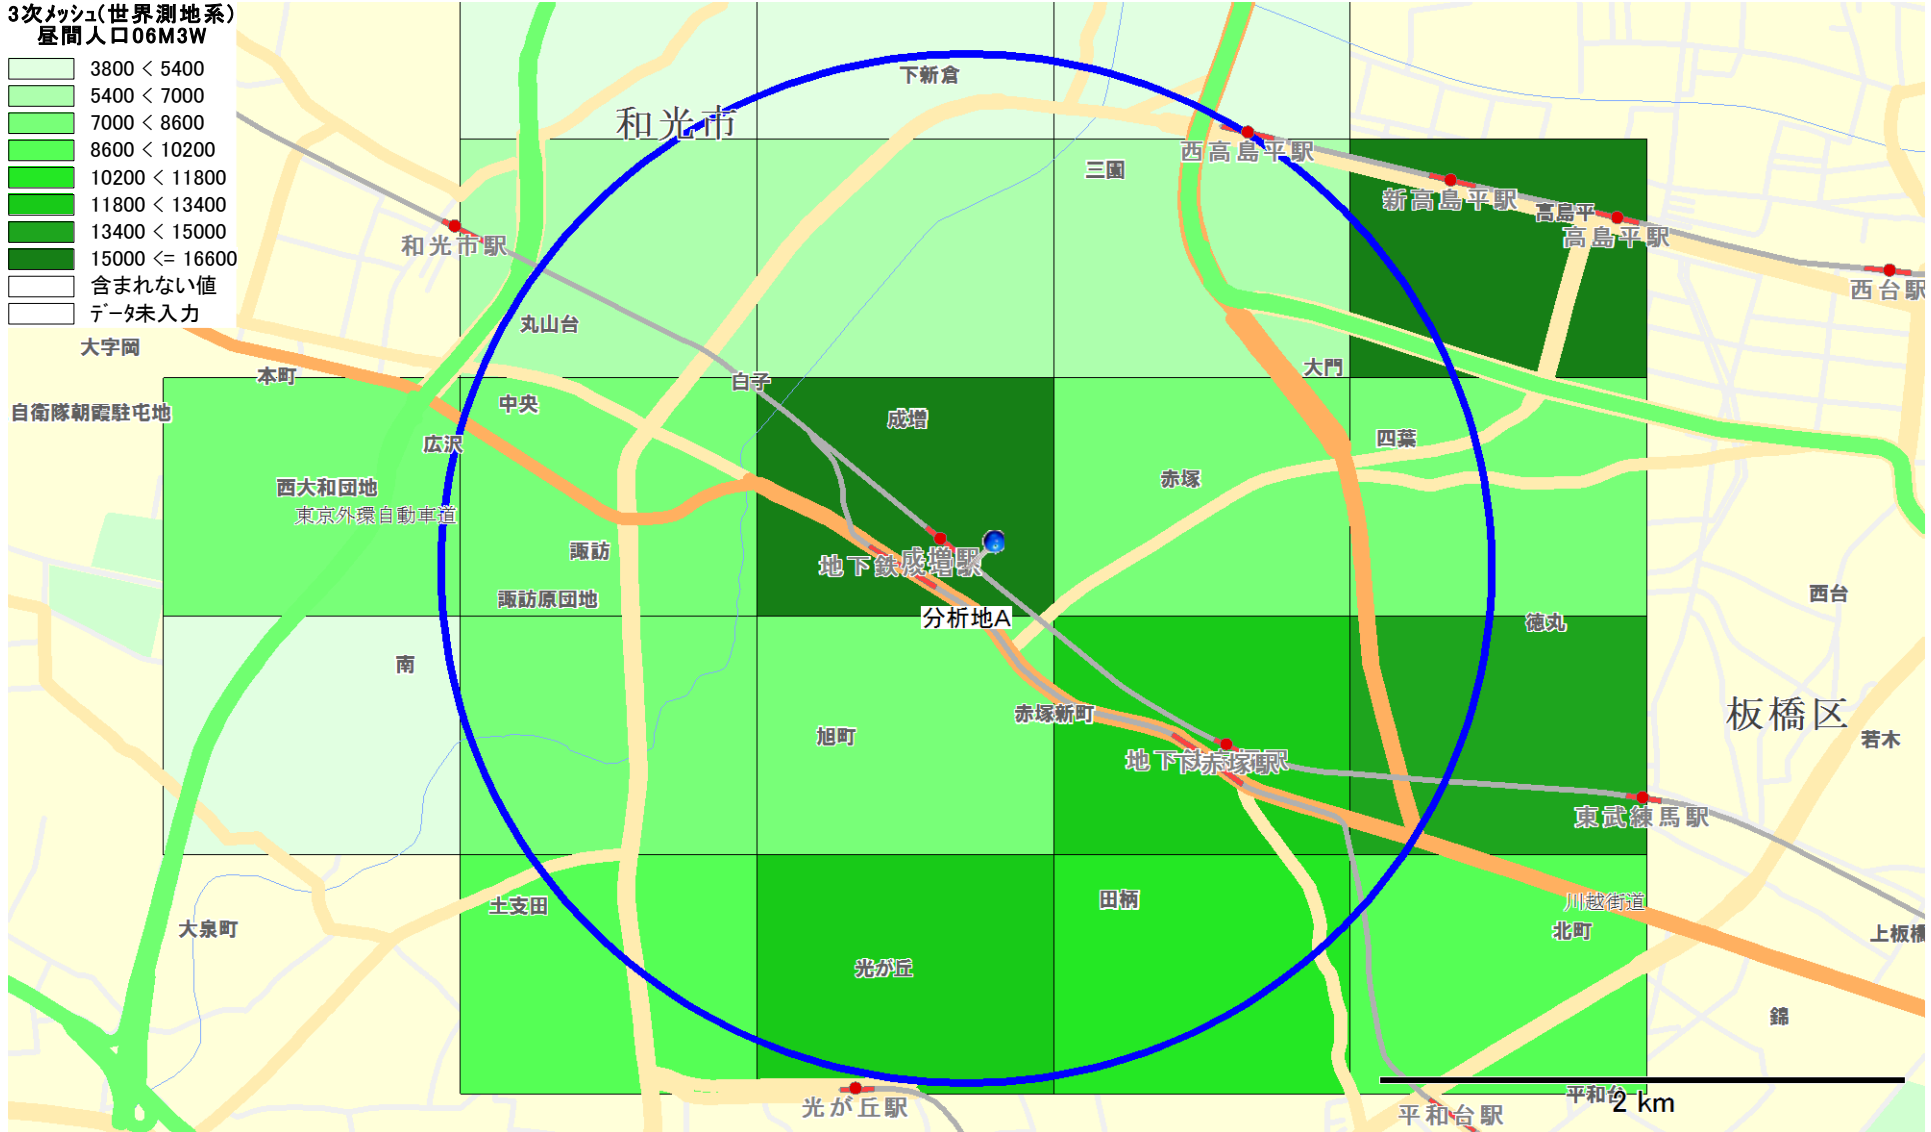 3次メッシュ(世界測地系)
昼間人口06M3W
3800 < 5400
5400 < 7000
7000 < 8600
8600 < 10200
10200 < 11800
11800 < 13400
13400 < 15000
15000 <= 16600
含まれない値
データ未入力
下新倉
和光市
西高島平駅
三園
新高島平駅
高島平
高島平駅
和光市駅
西台駅
丸山台
大字岡
本町
白子
大門
中央
自衛隊朝霞駐屯地
成増
広沢
四葉
西大和団地
赤塚
東京外環自動車道
諏訪
地下鉄成増駅
成増駅
諏訪原団地
西台
分析地A
徳丸
南
赤塚新町
板橋区
旭町
若木
下赤塚駅
東武練馬駅
土支田
田柄
川越街道
大泉町
北町
上板橋
光が丘
錦
平和台
2 km
光が丘駅
平和台駅